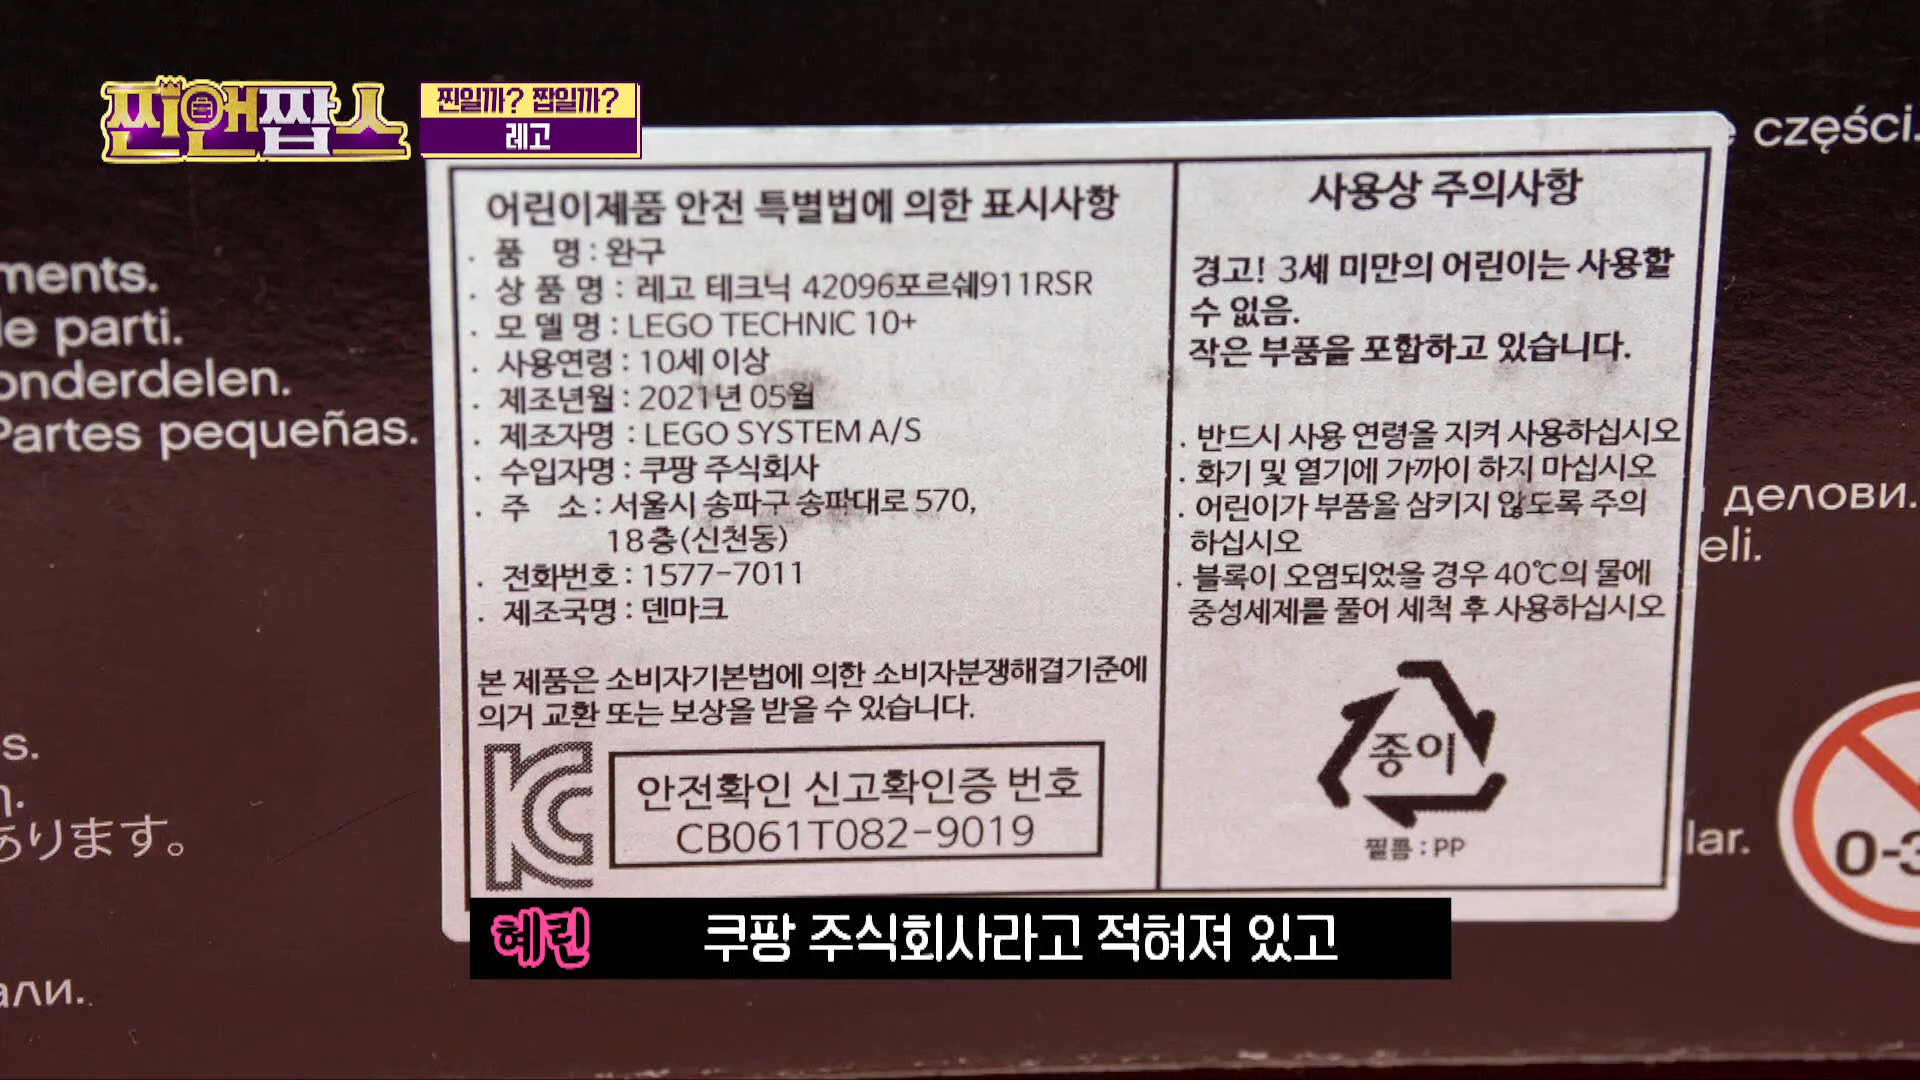 찐앤짭스
찐일까? 짭일까?
레고
części.
ments.
le parti.
onderdelen.
Partes pequeñas.
s.
あります。
али.
делови.
eli.
lar.
0-3
어린이제품 안전 특별법에 의한 표시사항
. 품 명 : 완구
. 상 품 명 : 레고 테크닉 42096포르쉐911RSR
. 모 델 명 : LEGO TECHNIC 10+
. 사용연령 : 10세 이상
. 제조년월 : 2021년 05월
. 제조자명 : LEGO SYSTEM A/S
. 수입자명 : 쿠팡 주식회사
. 주 소 : 서울시 송파구 송파대로 570,
18층(신천동)
. 전화번호 : 1577-7011
. 제조국명 : 덴마크
본 제품은 소비자기본법에 의한 소비자분쟁해결기준에
의거 교환 또는 보상을 받을 수 있습니다.
KC
안전확인 신고확인증 번호
CB061T082-9019
사용상 주의사항
경고! 3세 미만의 어린이는 사용할
수 없음.
작은 부품을 포함하고 있습니다.
. 반드시 사용 연령을 지켜 사용하십시오
. 화기 및 열기에 가까이 하지 마십시오
. 어린이가 부품을 삼키지 않도록 주의
하십시오
. 블록이 오염되었을 경우 40℃의 물에
중성세제를 풀어 세척 후 사용하십시오
종이
필름 : PP
혜린 쿠팡 주식회사라고 적혀져 있고